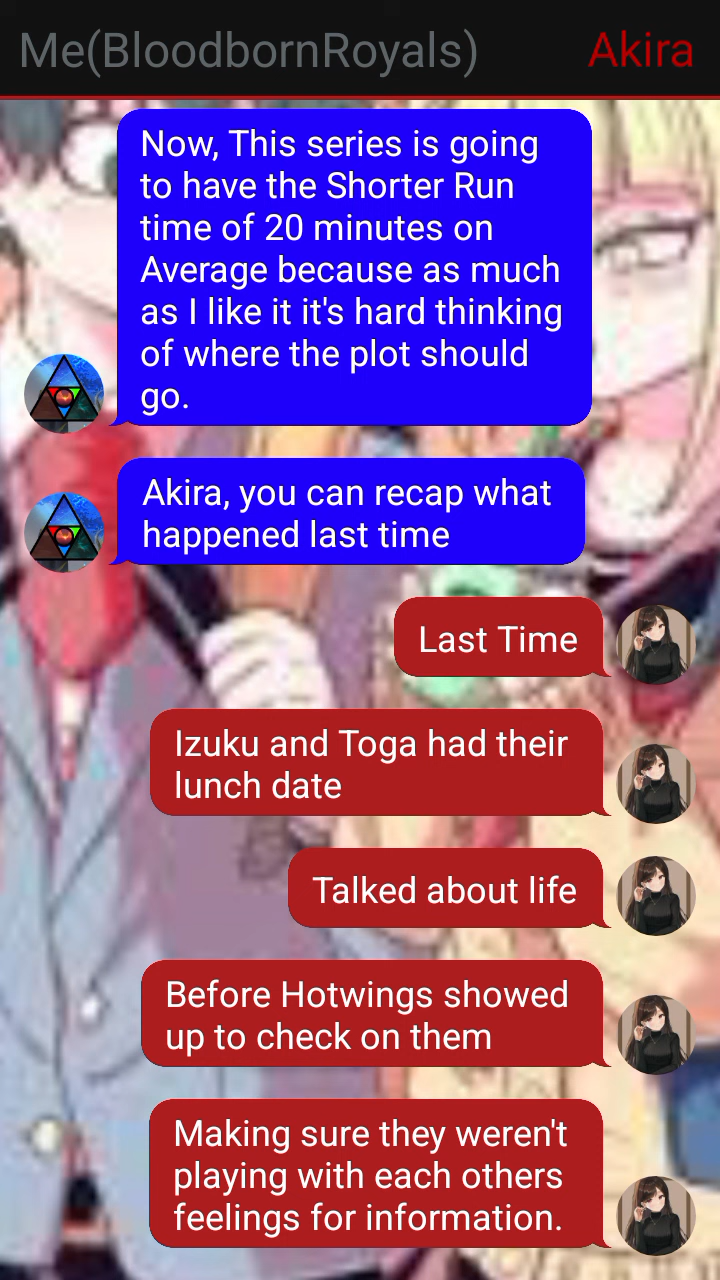 Me(BloodbornRoyals) Akira
Now, This series is going
to have the Shorter Run
time of 20 minutes on
Average because as much
as I like it it's hard thinking
of where the plot should
go.
Akira, you can recap what
happened last time
Last Time
Izuku and Toga had their
lunch date
Talked about life
Before Hotwings showed
up to check on them
Making sure they weren't
playing with each others
feelings for information.